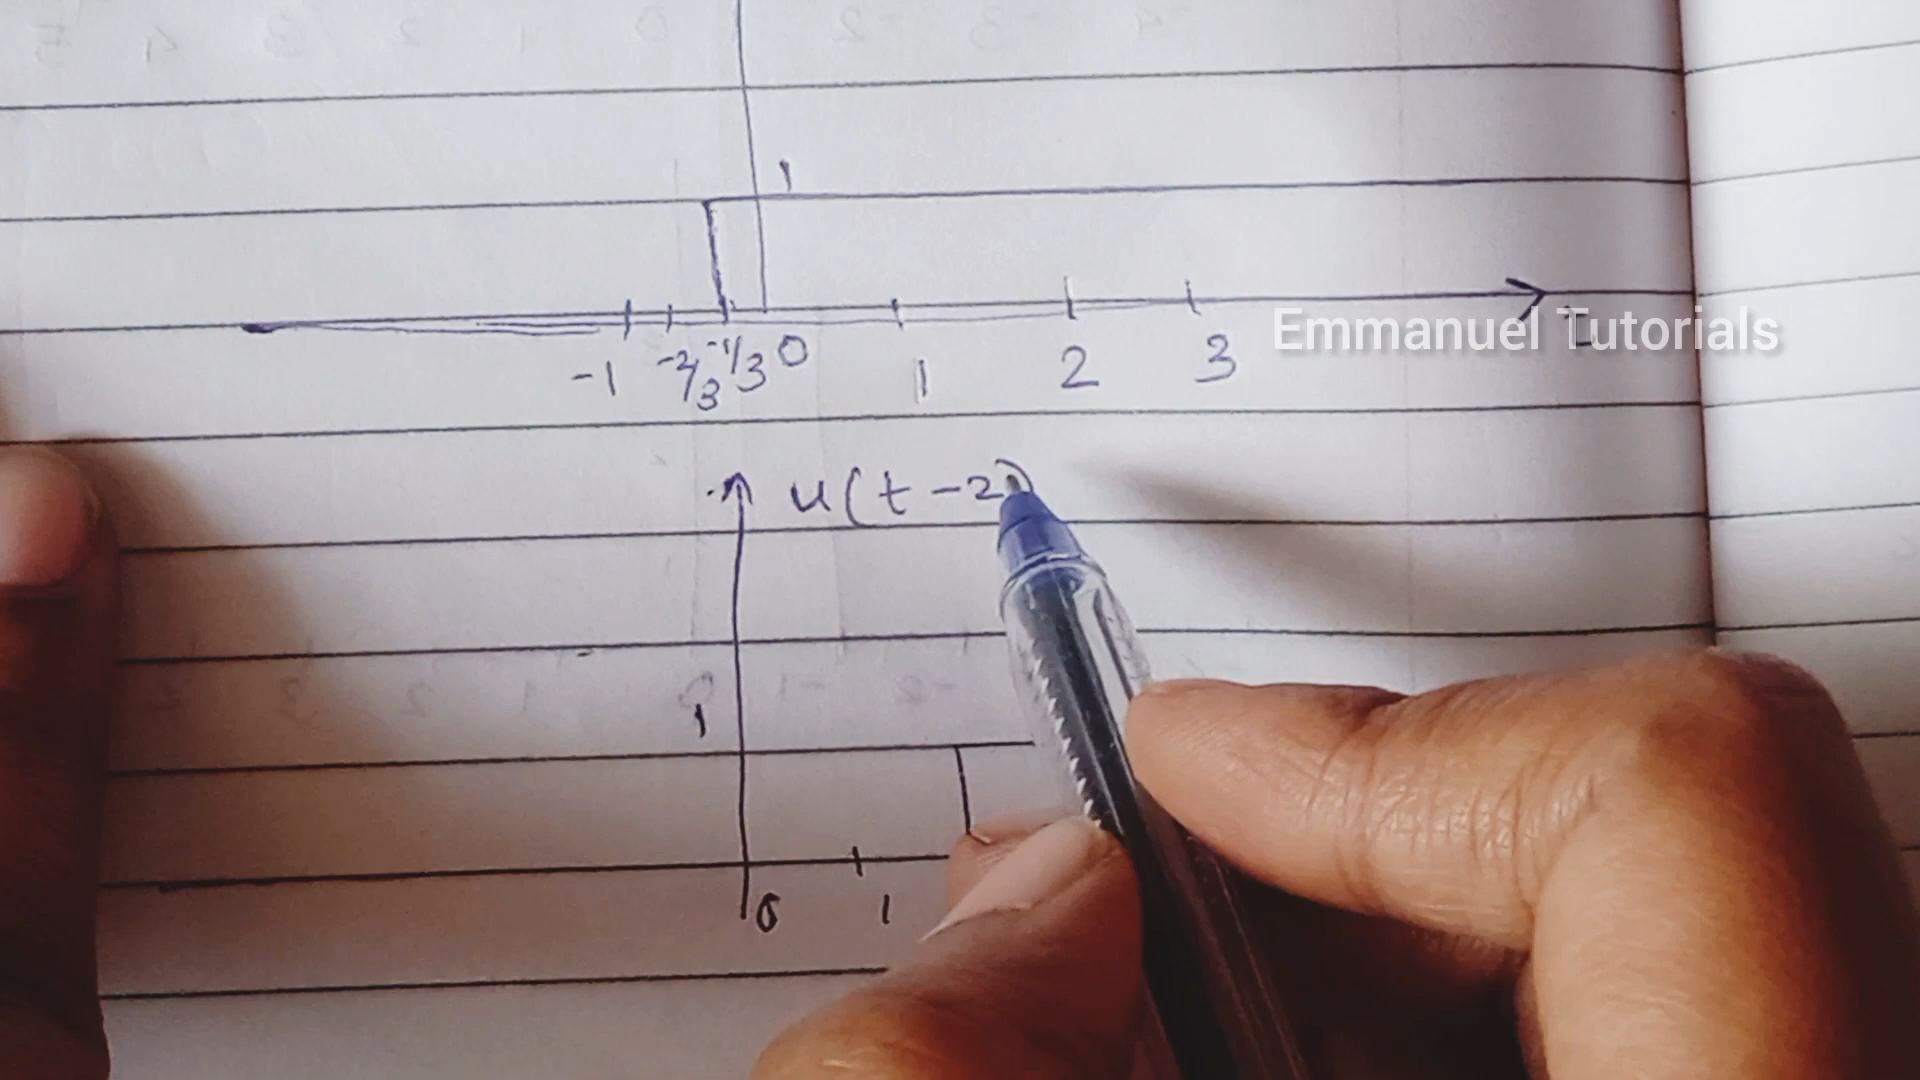 1
-1 -2/3 -1/3 0 1 2 3
Emmanuel Tutorials
u(t-2)
1
0 1